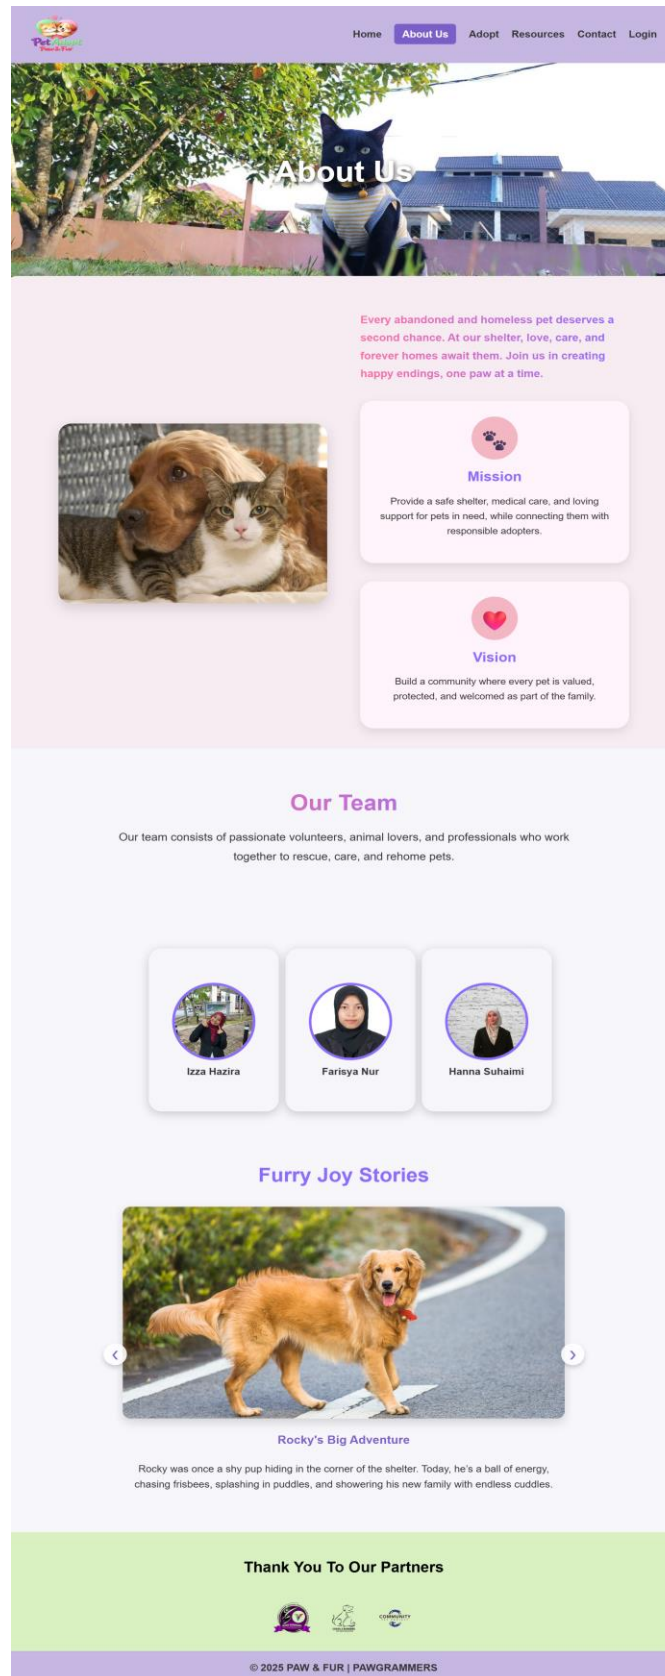 Pet Adopt
Paw & Fur
Home About Us Adopt Resources Contact Login
About Us
Every abandoned and homeless pet deserves a
second chance. At our shelter, love, care, and
forever homes await them. Join us in creating
happy endings, one paw at a time.
Mission
Provide a safe shelter, medical care, and loving
support for pets in need, while connecting them with
responsible adopters.
Vision
Build a community where every pet is valued,
protected, and welcomed as part of the family.
Our Team
Our team consists of passionate volunteers, animal lovers, and professionals who work
together to rescue, care, and rehome pets.
Izza Hazira
Farisya Nur
Hanna Suhaimi
Furry Joy Stories
‹ ›
Rocky's Big Adventure
Rocky was once a shy pup hiding in the corner of the shelter. Today, he's a ball of energy,
chasing frisbees, splashing in puddles, and showering his new family with endless cuddles.
Thank You To Our Partners
COMMUNITY
© 2025 PAW & FUR | PAWGRAMMERS